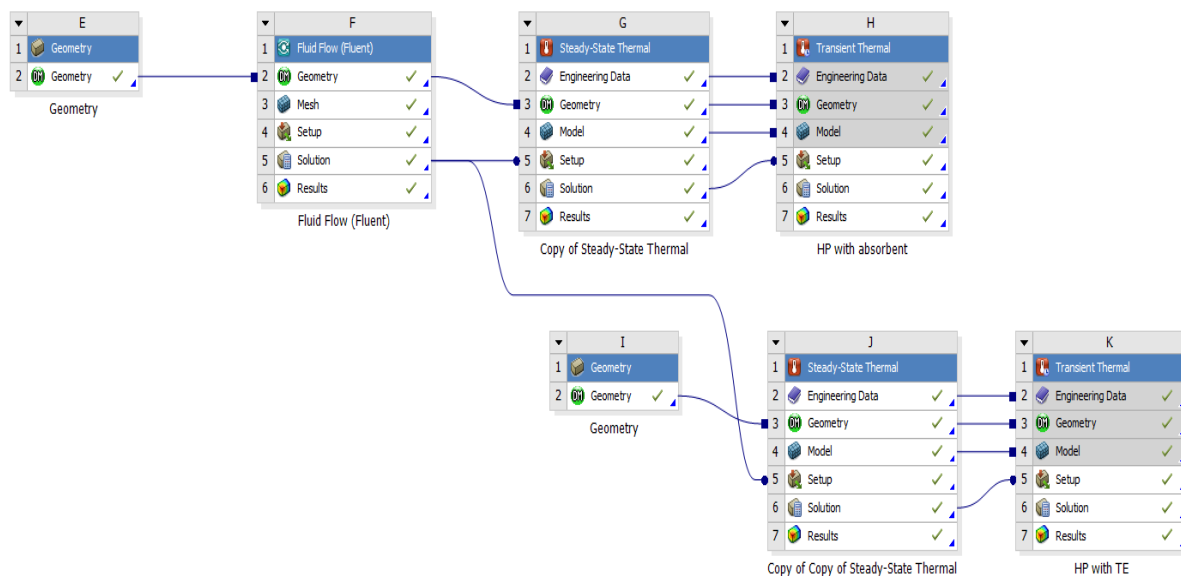 E
1 Geometry
2 Geometry
Geometry
F
1 Fluid Flow (Fluent)
2 Geometry
3 Mesh
4 Setup
5 Solution
6 Results
Fluid Flow (Fluent)
G
1 Steady-State Thermal
2 Engineering Data
3 Geometry
4 Model
5 Setup
6 Solution
7 Results
Copy of Steady-State Thermal
H
1 Transient Thermal
2 Engineering Data
3 Geometry
4 Model
5 Setup
6 Solution
7 Results
HP with absorbent
I
1 Geometry
2 Geometry
Geometry
J
1 Steady-State Thermal
2 Engineering Data
3 Geometry
4 Model
5 Setup
6 Solution
7 Results
Copy of Copy of Steady-State Thermal
K
1 Transient Thermal
2 Engineering Data
3 Geometry
4 Model
5 Setup
6 Solution
7 Results
HP with TE